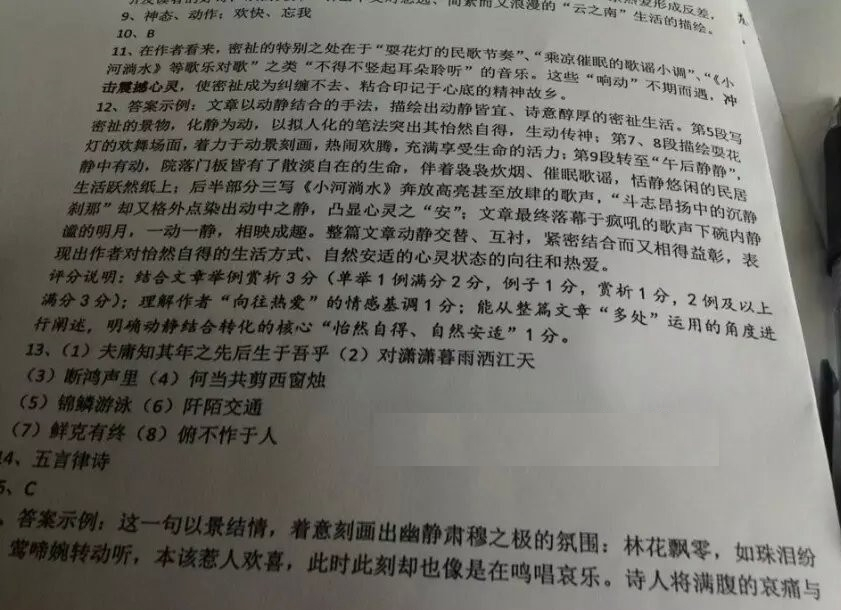 生活的描绘。
9、神态、动作；欢快、忘我
10、B
11、在作者看来，密祉的特别之处在于“耍花灯的民歌节奏”、“乘凉催眠的歌谣小调”、“《小
河淌水》等歌乐对歌”之类“不得不竖起耳朵聆听”的音乐。这些“响动”不期而遇，冲
击震撼心灵，使密祉成为纠缠不去、粘合印记于心底的精神故乡。
12、答案示例：文章以动静结合的手法，描绘出动静皆宜、诗意醇厚的密祉生活。第5段写
密祉的景物，化静为动，以拟人化的笔法突出其怡然自得，生动传神；第7、8段描绘耍花
灯的欢舞场面，着力于动景刻画，热闹欢腾，充满享受生命的活力；第9段转至“午后静静”，
静中有动，院落门板皆有了散淡自在的生命，伴着袅袅炊烟、催眠歌谣，恬静悠闲的民居
生活跃然纸上；后半部分三写《小河淌水》奔放高亮甚至放肆的歌声，“斗志昂扬中的沉静
刹那”却又格外点染出动中之静，凸显心灵之“安”；文章最终落幕于疯吼的歌声下碗内静
谧的明月，一动一静，相映成趣。整篇文章动静交替、互衬，紧密结合而又相得益彰，表
现出作者对怡然自得的生活方式、自然安适的心灵状态的向往和热爱。
评分说明：结合文章举例赏析3分（单举1例满分2分，例子1分，赏析1分，2例及以上
满分3分）；理解作者“向往热爱”的情感基调1分；能从整篇文章“多处”运用的角度进
行阐述，明确动静结合转化的核心“怡然自得、自然安适”1分。
13、（1）夫庸知其年之先后生于吾乎（2）对潇潇暮雨洒江天
（3）断鸿声里（4）何当共剪西窗烛
（5）锦鳞游泳（6）阡陌交通
（7）鲜克有终（8）俯不怍于人
14、五言律诗
5、C
、答案示例：这一句以景结情，着意刻画出幽静肃穆之极的氛围：林花飘零，如珠泪纷
莺啼婉转动听，本该惹人欢喜，此时此刻却也像是在鸣唱哀乐。诗人将满腹的哀痛与